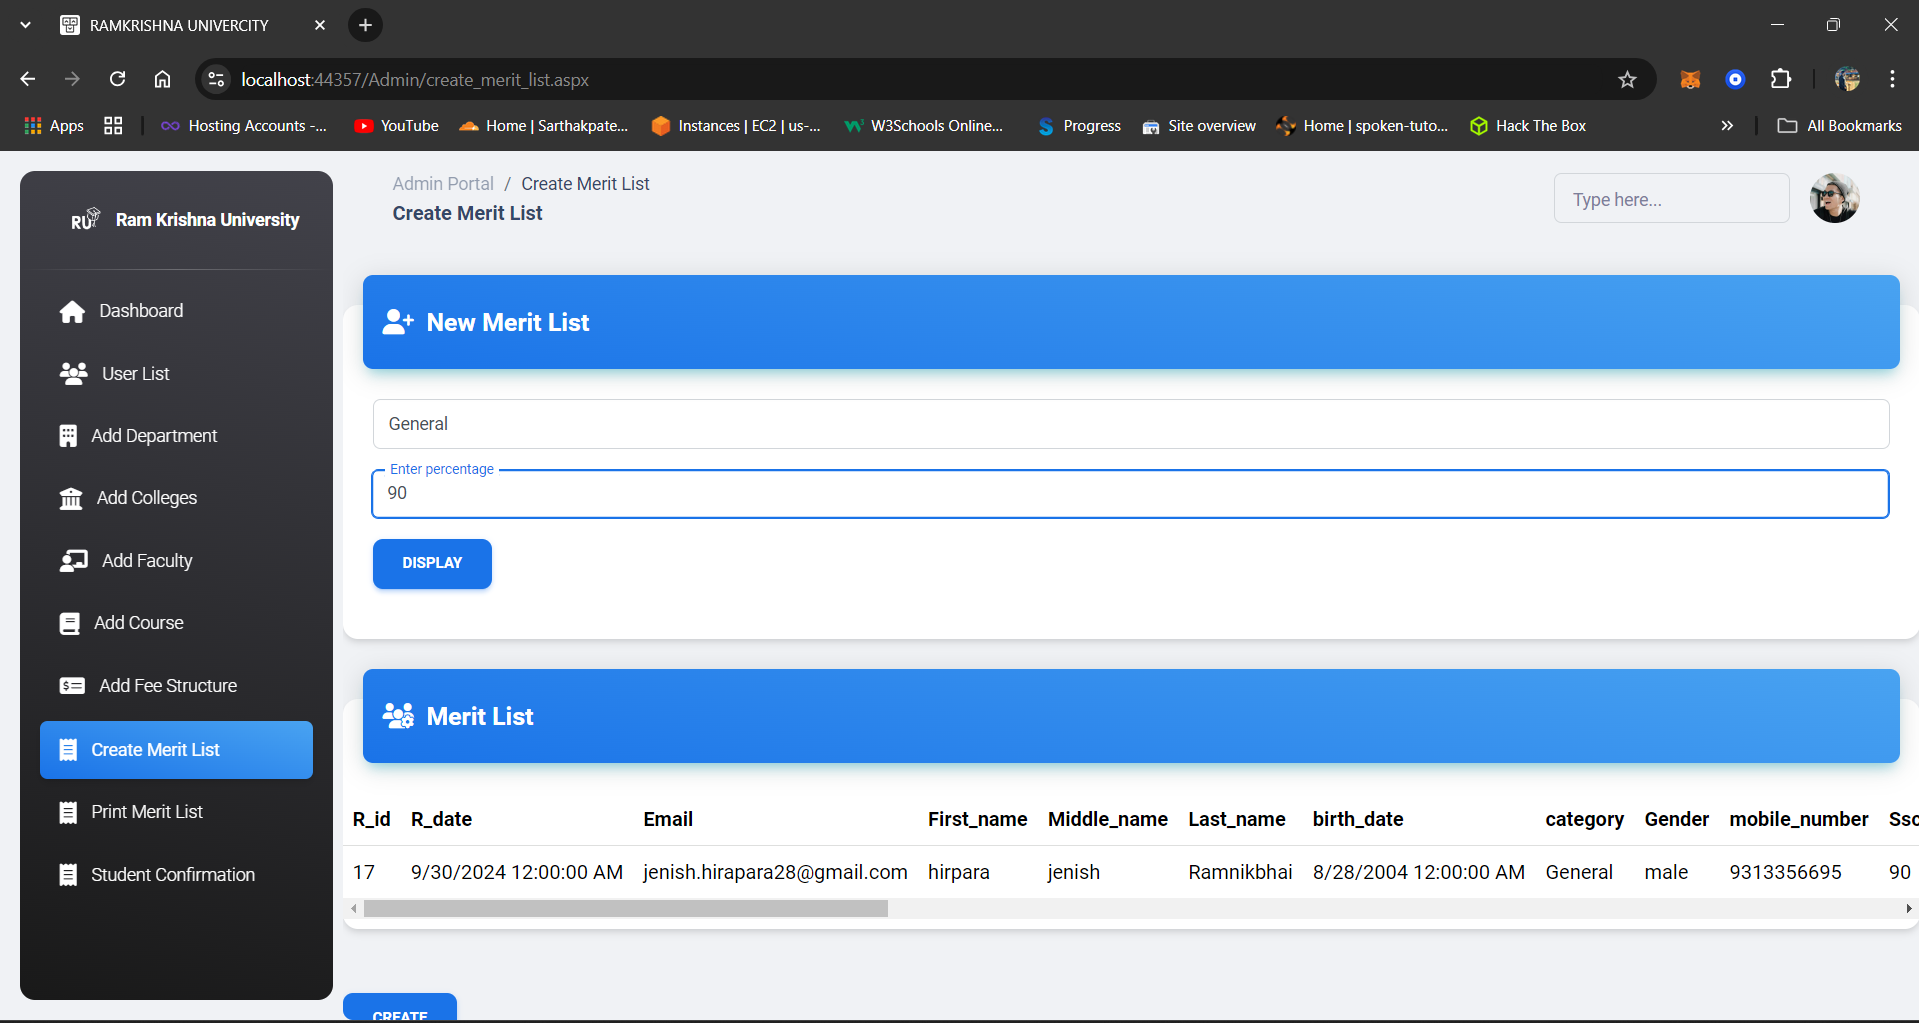 RAMKRISHNA UNIVERCITY
localhost:44357/Admin/create_merit_list.aspx
Apps Hosting Accounts -... YouTube Home | Sarthakpate... Instances | EC2 | us-... W3Schools Online... Progress Site overview Home | spoken-tuto... Hack The Box » All Bookmarks
Admin Portal / Create Merit List
Create Merit List
Type here...
RU Ram Krishna University
Dashboard
User List
Add Department
Add Colleges
Add Faculty
Add Course
Add Fee Structure
Create Merit List
Print Merit List
Student Confirmation
New Merit List
General
Enter percentage
90
DISPLAY
Merit List
R_id R_date Email First_name Middle_name Last_name birth_date category Gender mobile_number Ssc
17 9/30/2024 12:00:00 AM jenish.hirapara28@gmail.com hirpara jenish Ramnikbhai 8/28/2004 12:00:00 AM General male 9313356695 90
CREATE